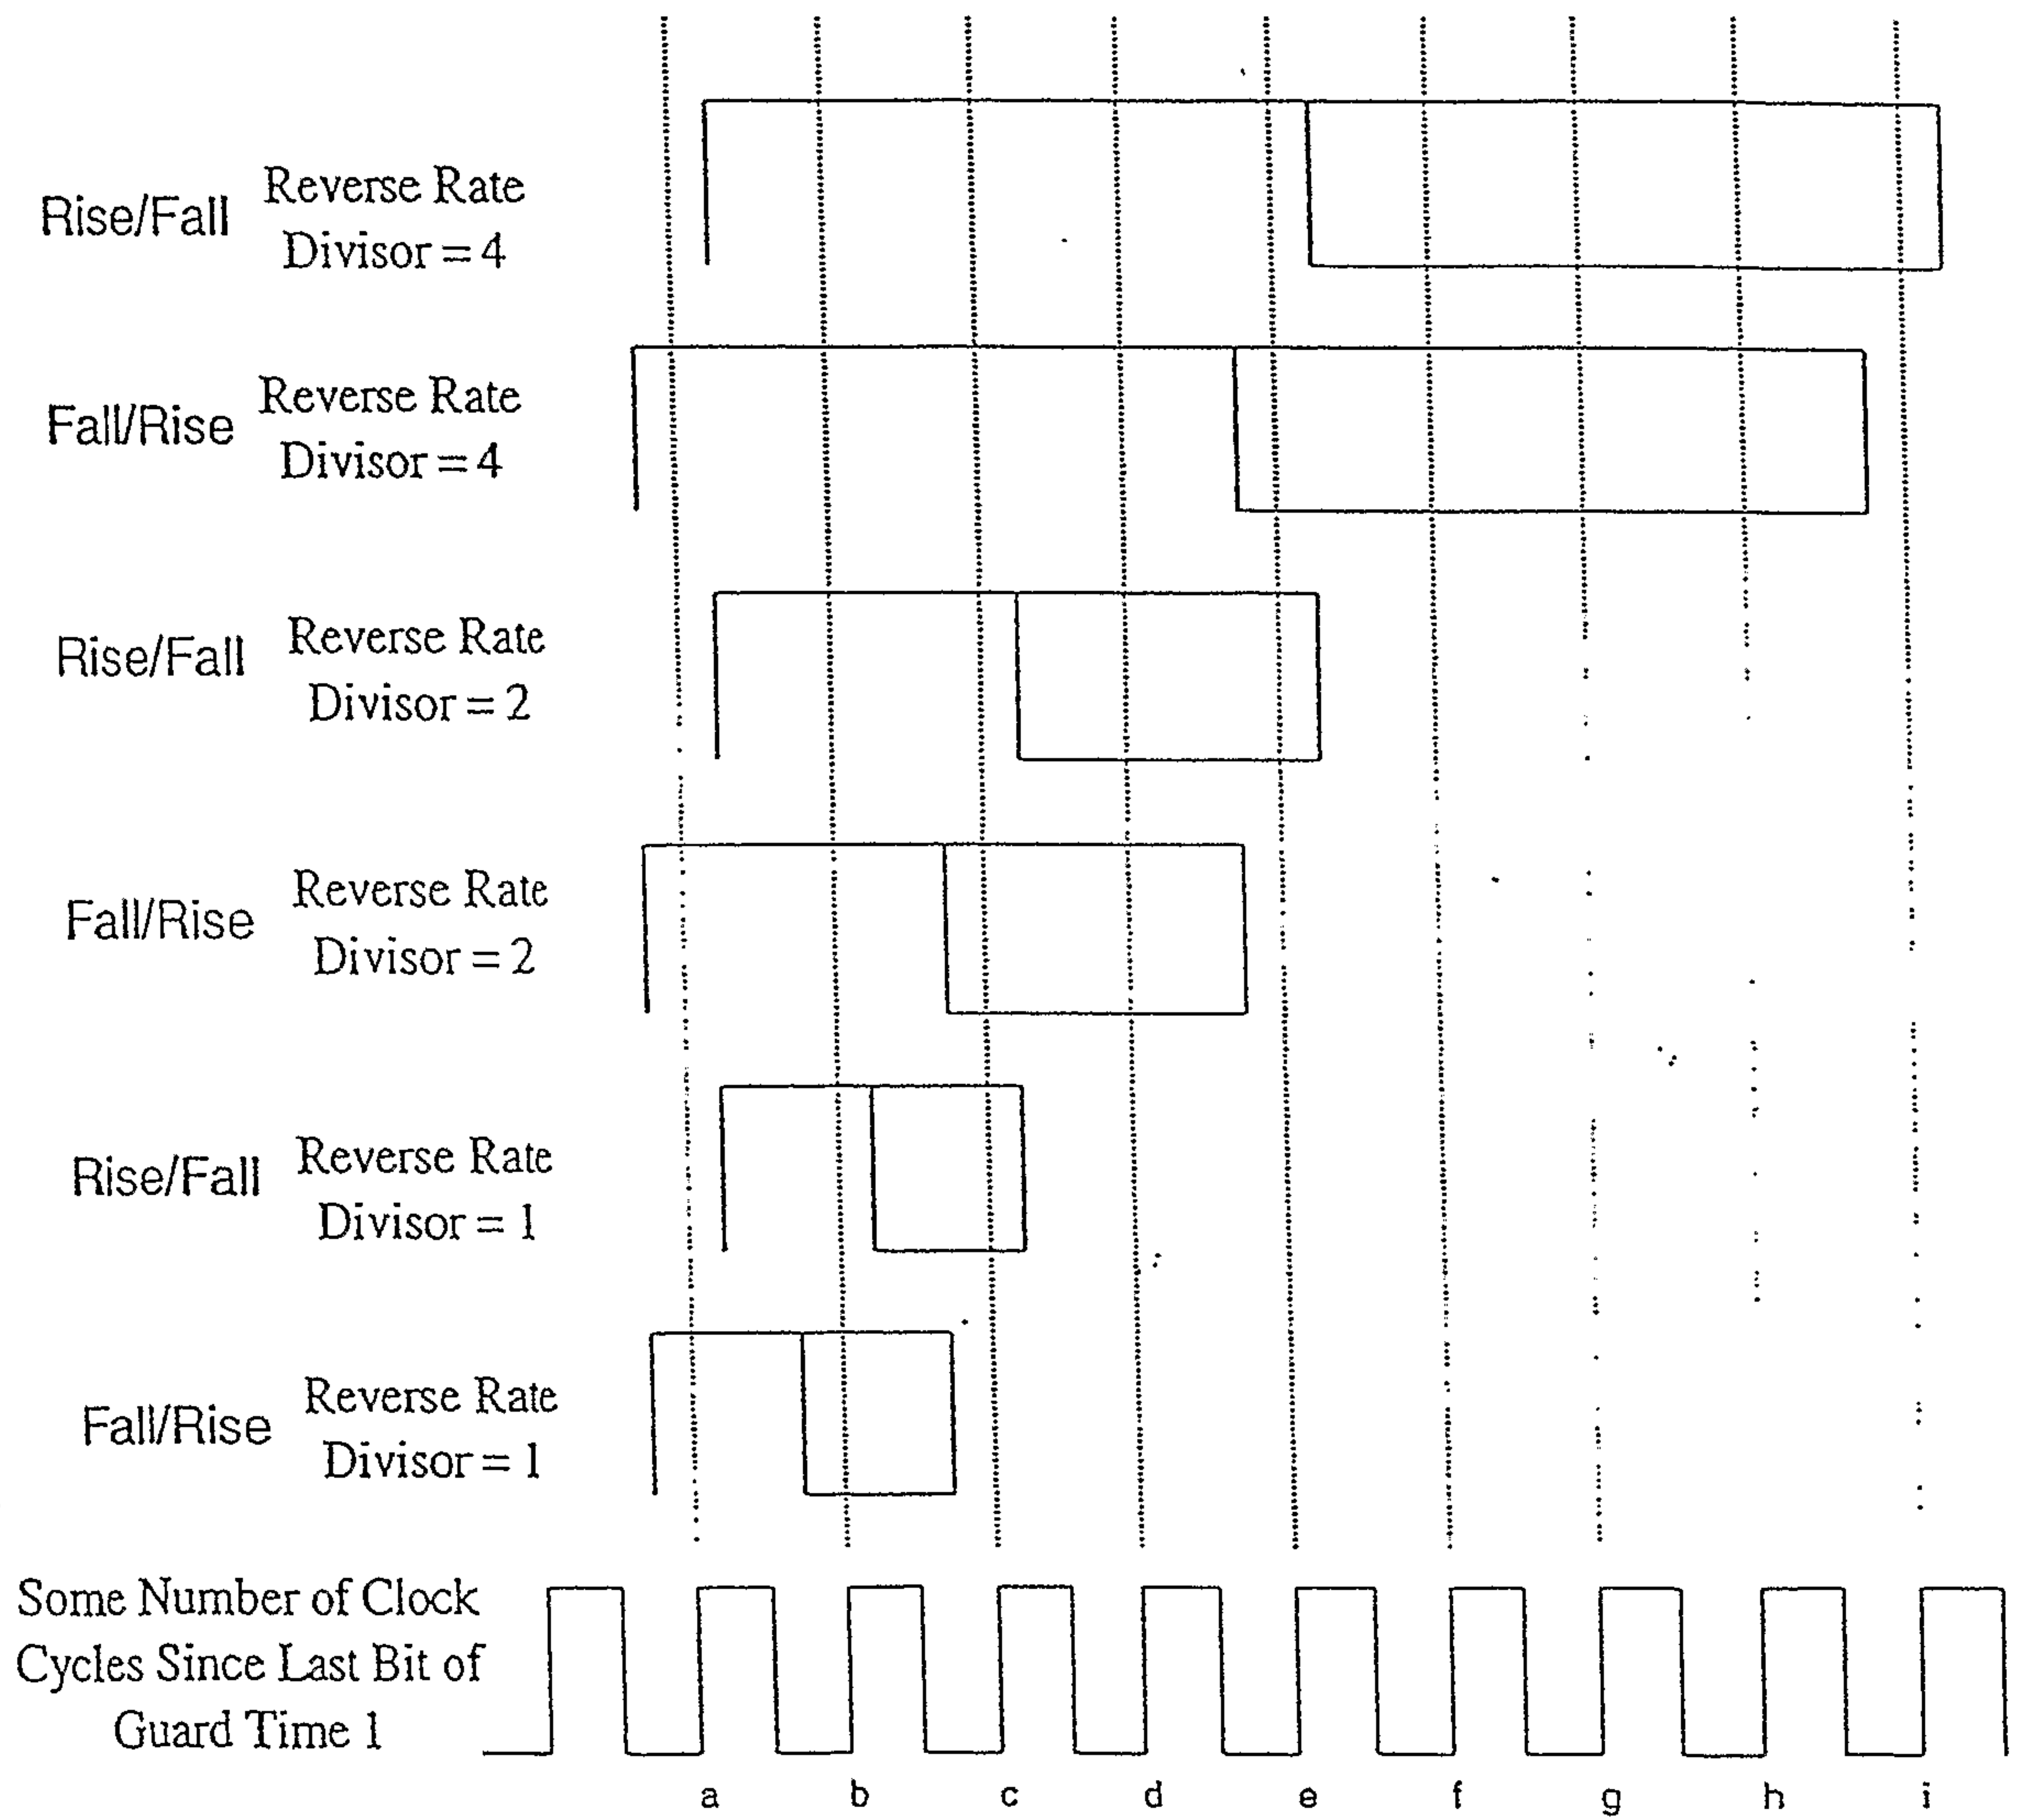 Rise/Fall Reverse Rate
Divisor = 4
Fall/Rise Reverse Rate
Divisor = 4
Rise/Fall Reverse Rate
Divisor = 2
Fall/Rise Reverse Rate
Divisor = 2
Rise/Fall Reverse Rate
Divisor = 1
Fall/Rise Reverse Rate
Divisor = 1
Some Number of Clock
Cycles Since Last Bit of
Guard Time 1
a b c d e f g h i